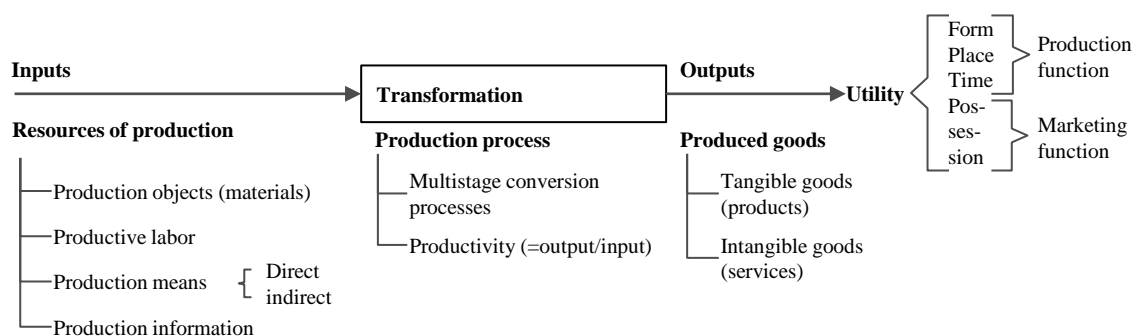 Inputs
Transformation
Outputs
Utility
Form
Place
Time
Pos-
ses-
sion
Production
function
Marketing
function
Resources of production
Production objects (materials)
Productive labor
Production means
Direct
indirect
Production information
Production process
Multistage conversion
processes
Productivity (=output/input)
Produced goods
Tangible goods
(products)
Intangible goods
(services)